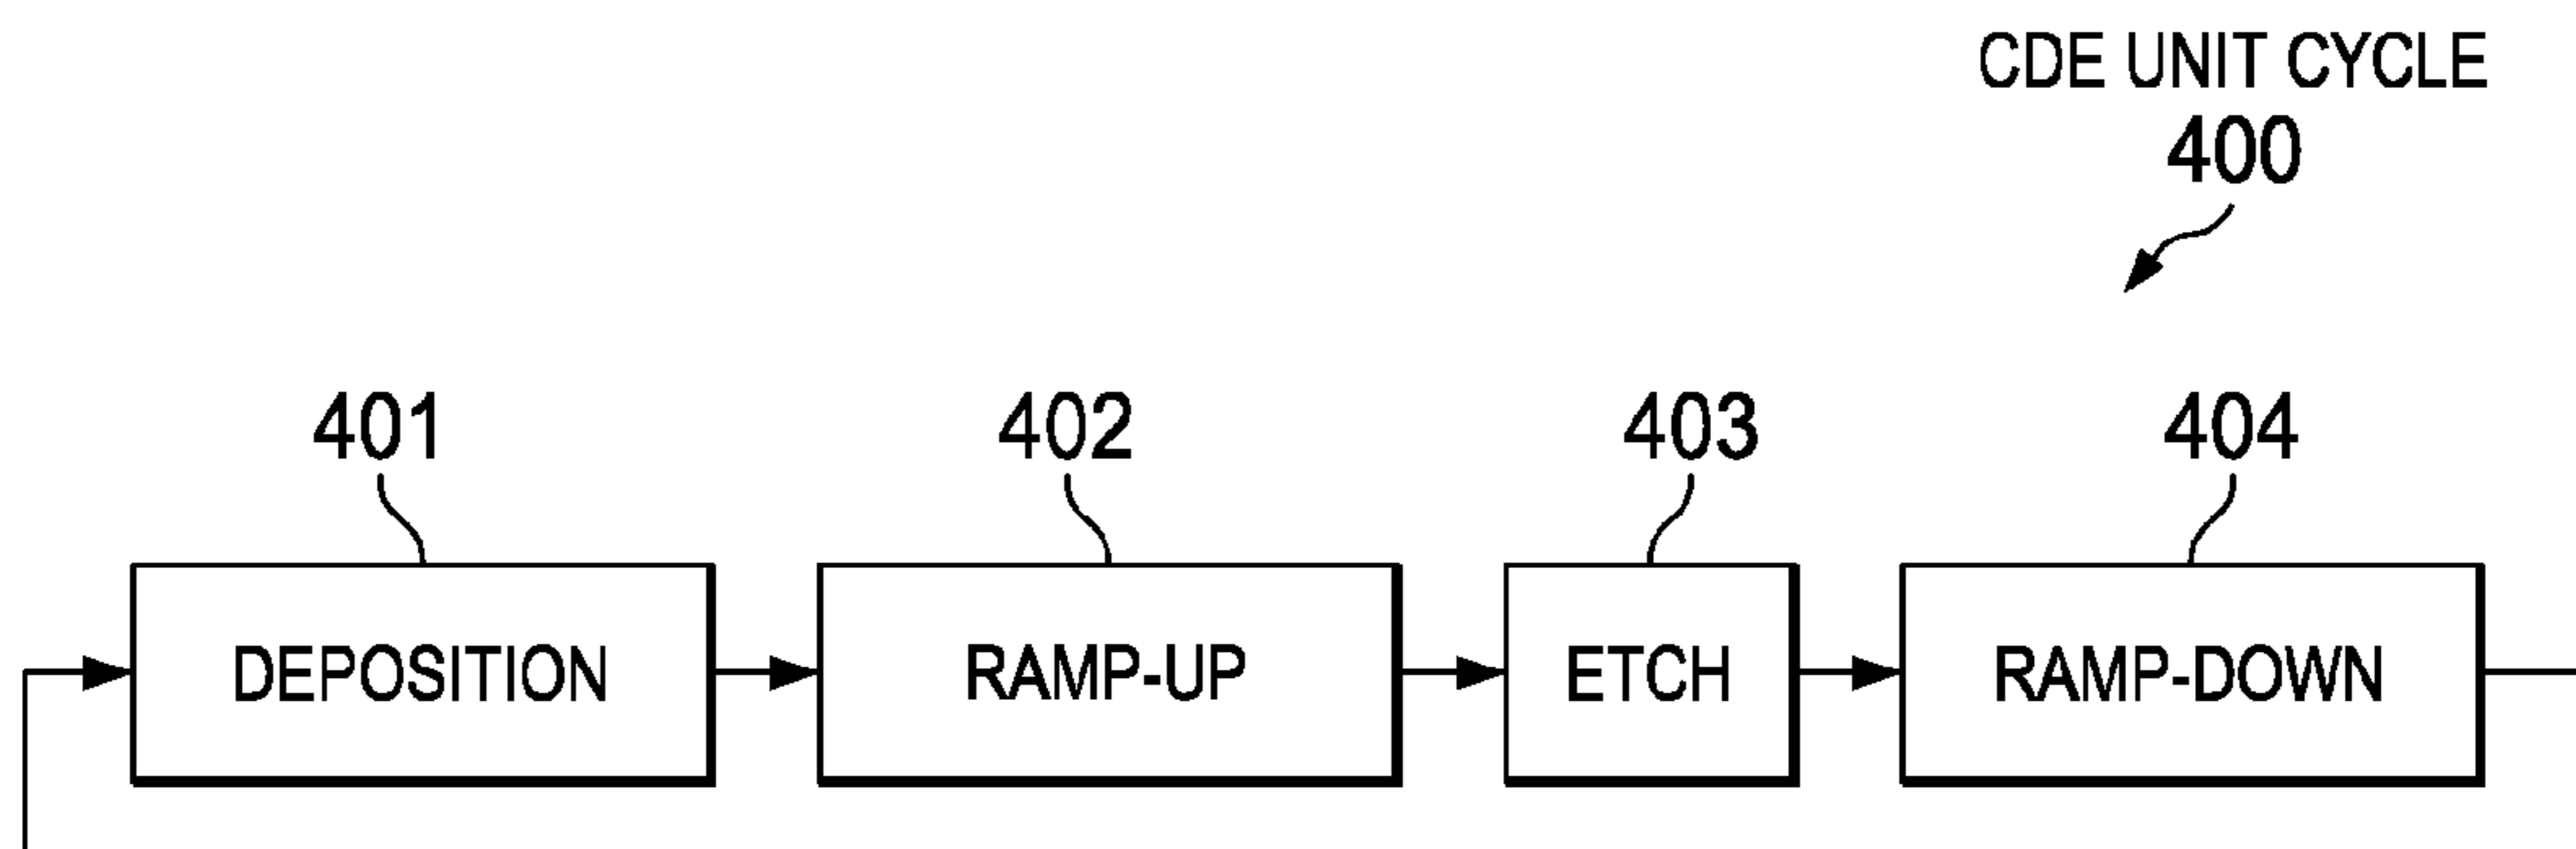 CDE UNIT CYCLE
400
401 402 403 404
DEPOSITION RAMP-UP ETCH RAMP-DOWN